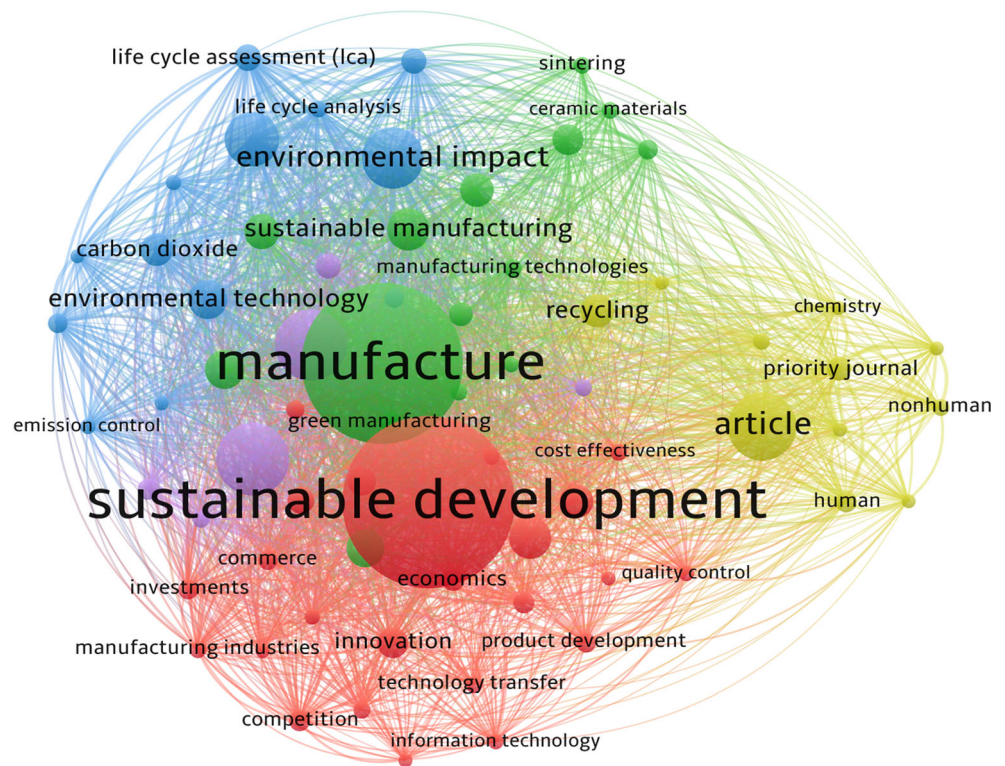 life cycle assessment (lca)
sintering
life cycle analysis
ceramic materials
environmental impact
sustainable manufacturing
carbon dioxide
manufacturing technologies
environmental technology
recycling
chemistry
manufacture
priority journal
nonhuman
green manufacturing
article
emission control
cost effectiveness
sustainable development
human
commerce
economics
quality control
investments
manufacturing industries
innovation
product development
technology transfer
competition
information technology